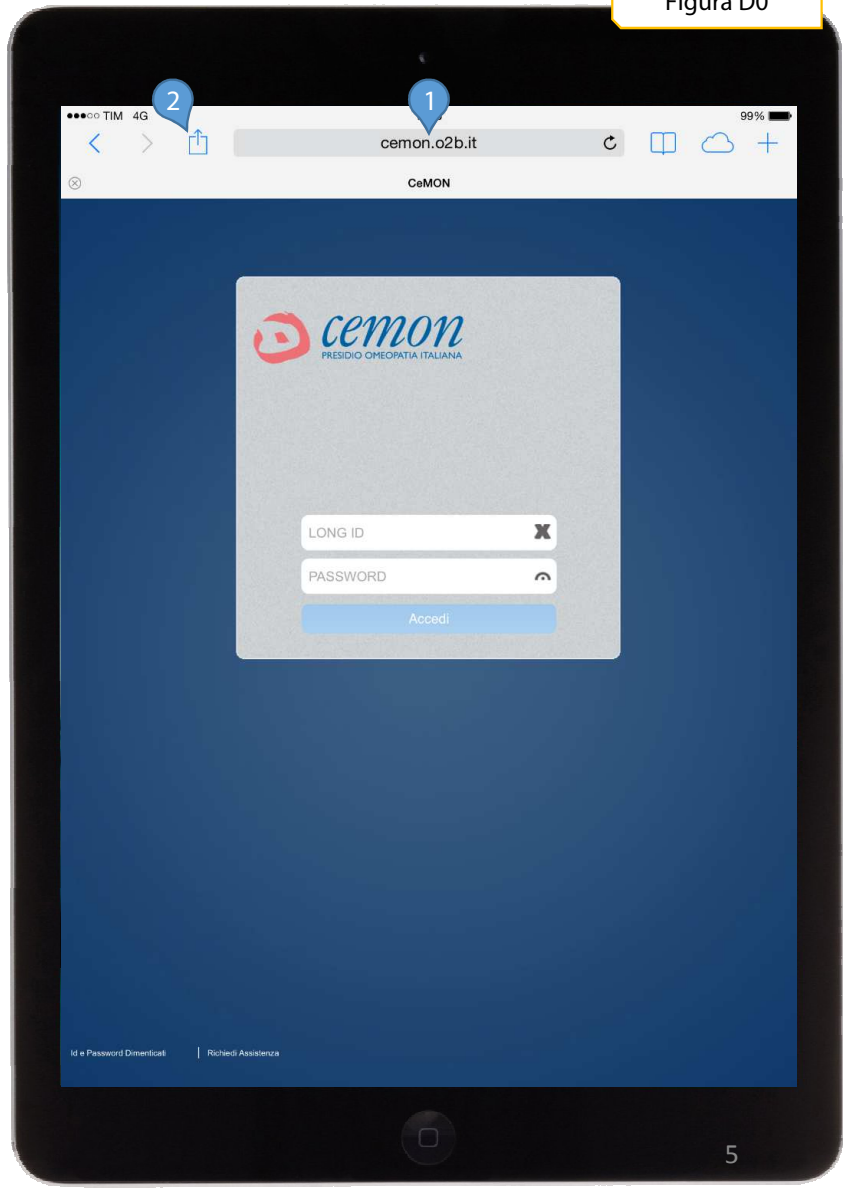 Figura D0
2
1
TIM 4G
99%
cemon.o2b.it
CeMON
cemon
PRESIDIO OMEOPATIA ITALIANA
LONG ID
PASSWORD
Accedi
Id e Password Dimenticati | Richiedi Assistenza
5